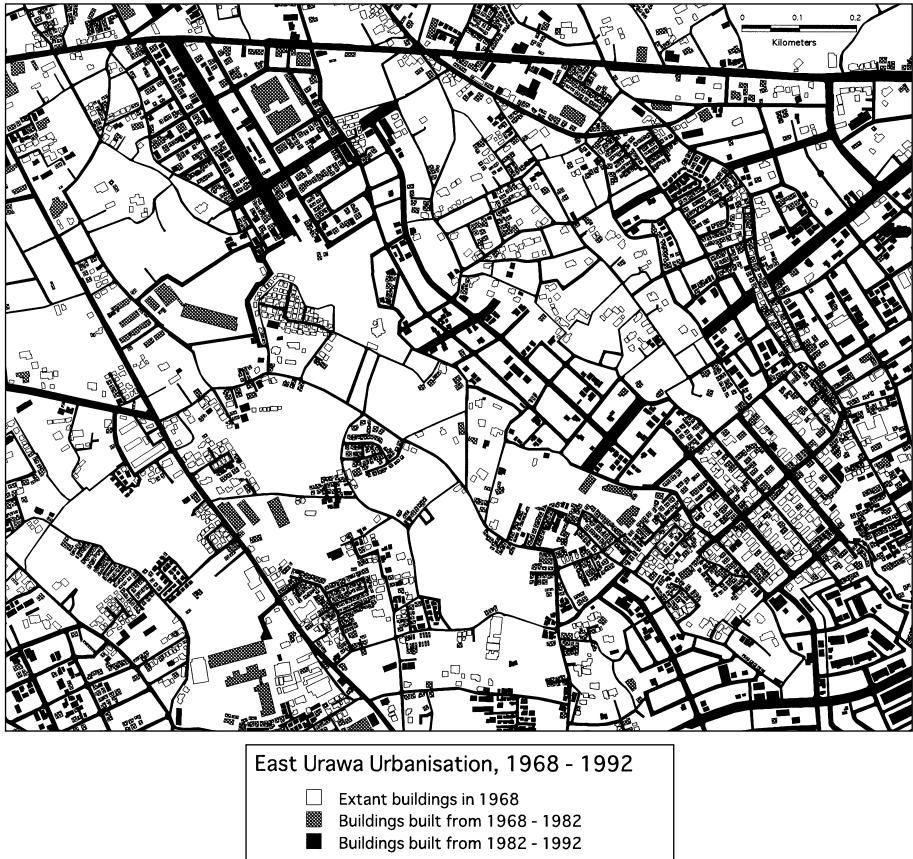 0 0.1 0.2
Kilometers
East Urawa Urbanisation, 1968 - 1992
Extant buildings in 1968
Buildings built from 1968 - 1982
Buildings built from 1982 - 1992